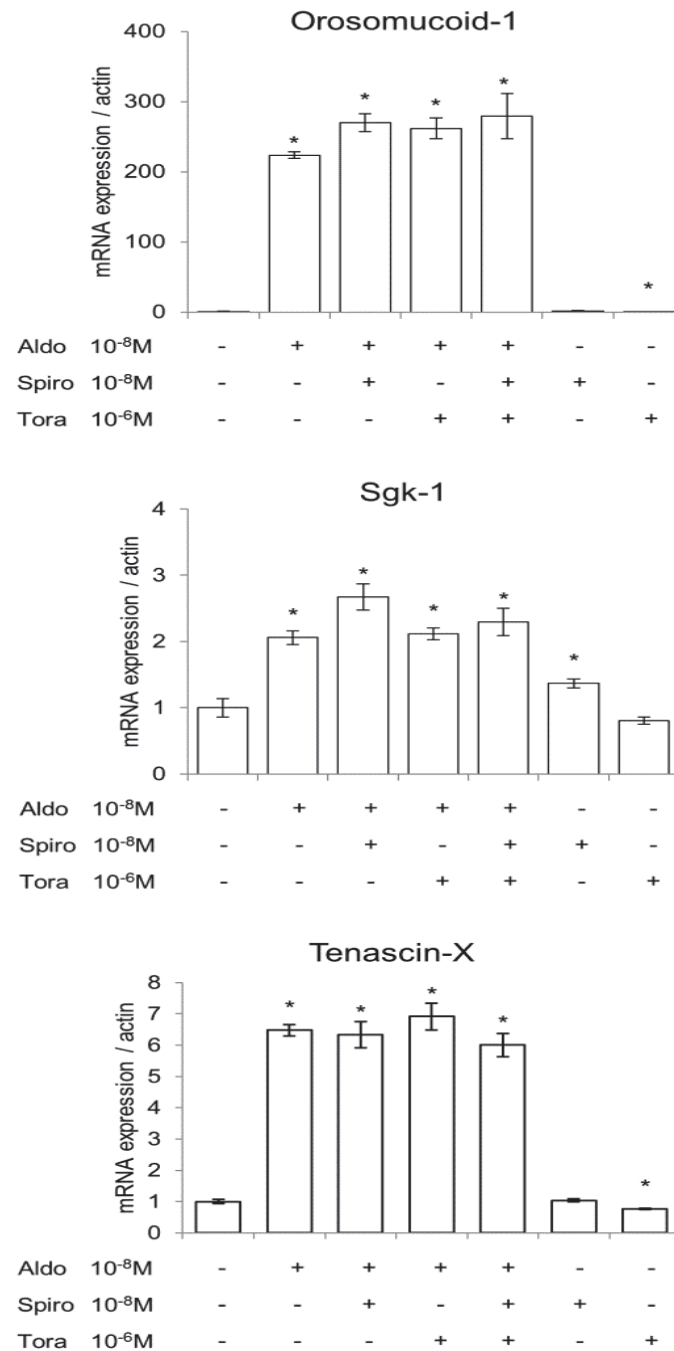 Orosomucoid-1
mRNA expression / actin
400
300
200
100
0
* * * * *
Aldo 10⁻⁸M - + + + + - -
Spiro 10⁻⁸M - - + - + + -
Tora 10⁻⁶M - - - + + - +
Sgk-1
mRNA expression / actin
4
3
2
1
0
* * * * *
Aldo 10⁻⁸M - + + + + - -
Spiro 10⁻⁸M - - + - + + -
Tora 10⁻⁶M - - - + + - +
Tenascin-X
mRNA expression / actin
8
7
6
5
4
3
2
1
0
* * * * *
Aldo 10⁻⁸M - + + + + - -
Spiro 10⁻⁸M - - + - + + -
Tora 10⁻⁶M - - - + + - +